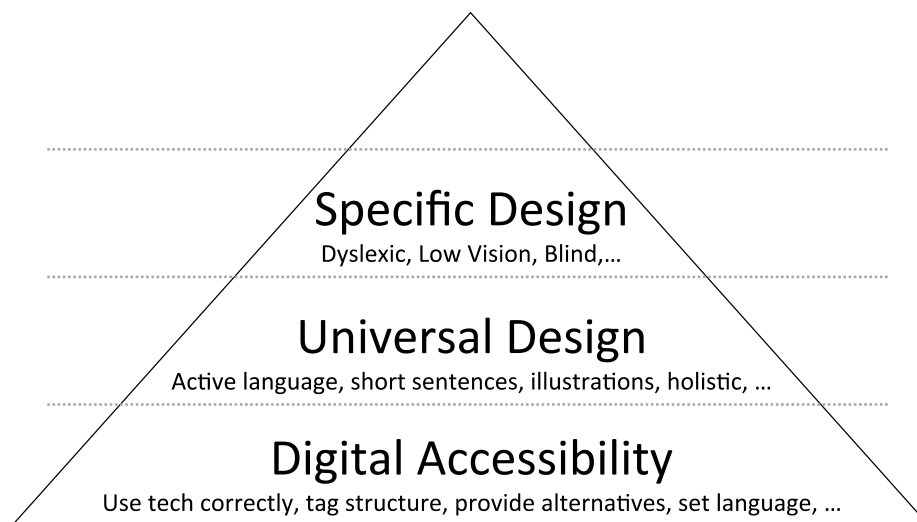 Specific Design
Dyslexic, Low Vision, Blind,...
Universal Design
Active language, short sentences, illustrations, holistic, ...
Digital Accessibility
Use tech correctly, tag structure, provide alternatives, set language, ...